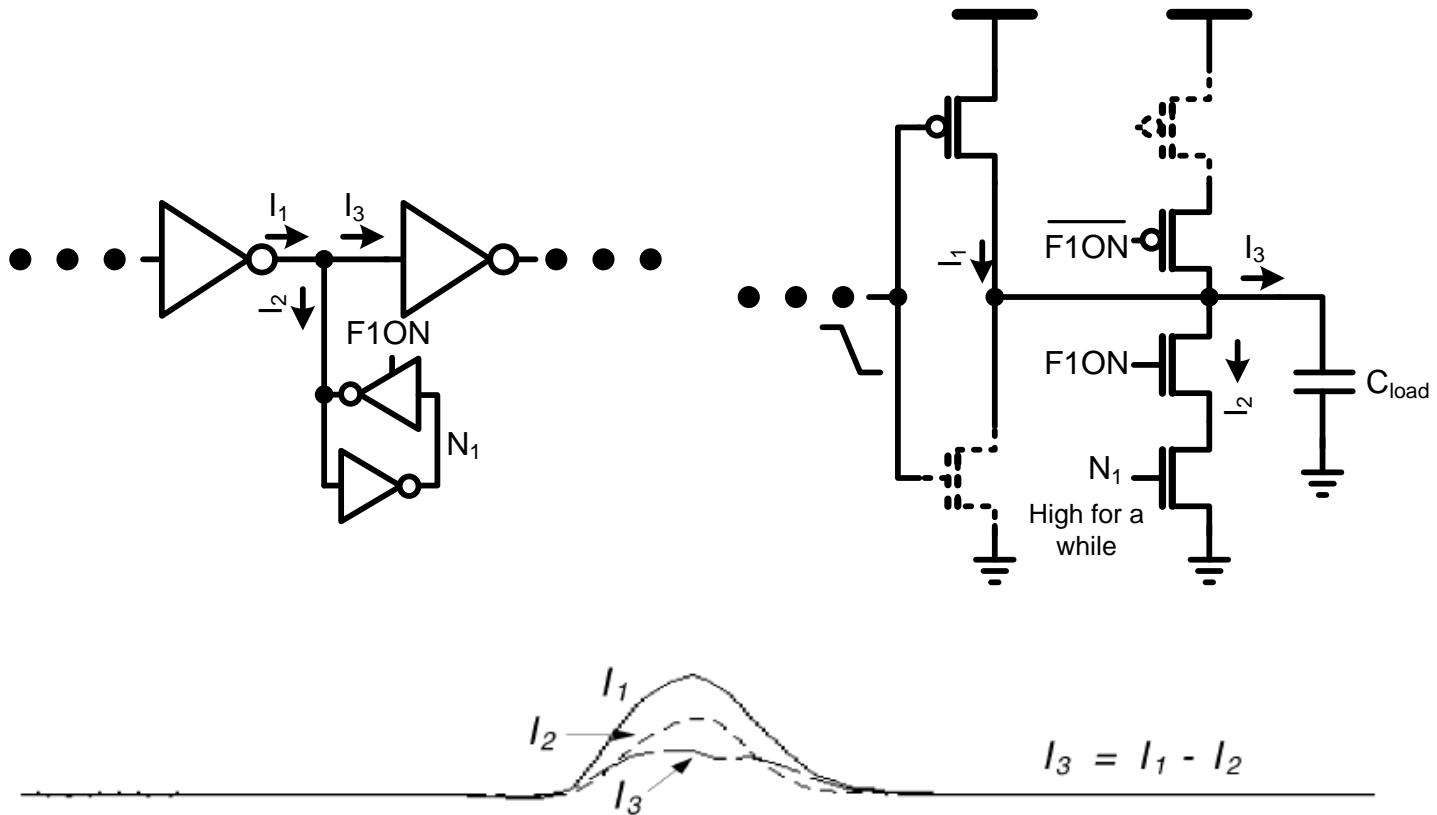 I1
I3
I2
F1ON
N1
F1ON
I1
I3
F1ON
I2
Cload
N1
High for a
while
I1
I2
I3
I3 = I1 - I2